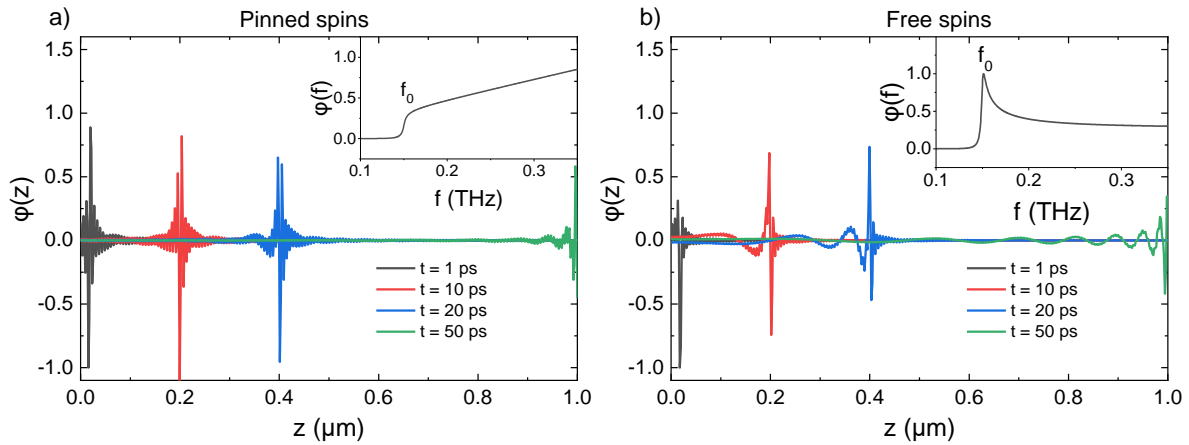 a)
Pinned spins
1.5
1.0
0.5
0.0
-0.5
-1.0
φ(z)
0.0
0.2
0.4
0.6
0.8
1.0
z (µm)
t = 1 ps
t = 10 ps
t = 20 ps
t = 50 ps
1.0
0.5
0.0
φ(f)
f0
0.1
0.2
0.3
f (THz)
b)
Free spins
1.5
1.0
0.5
0.0
-0.5
-1.0
φ(z)
0.0
0.2
0.4
0.6
0.8
1.0
z (µm)
t = 1 ps
t = 10 ps
t = 20 ps
t = 50 ps
1.0
0.5
0.0
φ(f)
f0
0.1
0.2
0.3
f (THz)